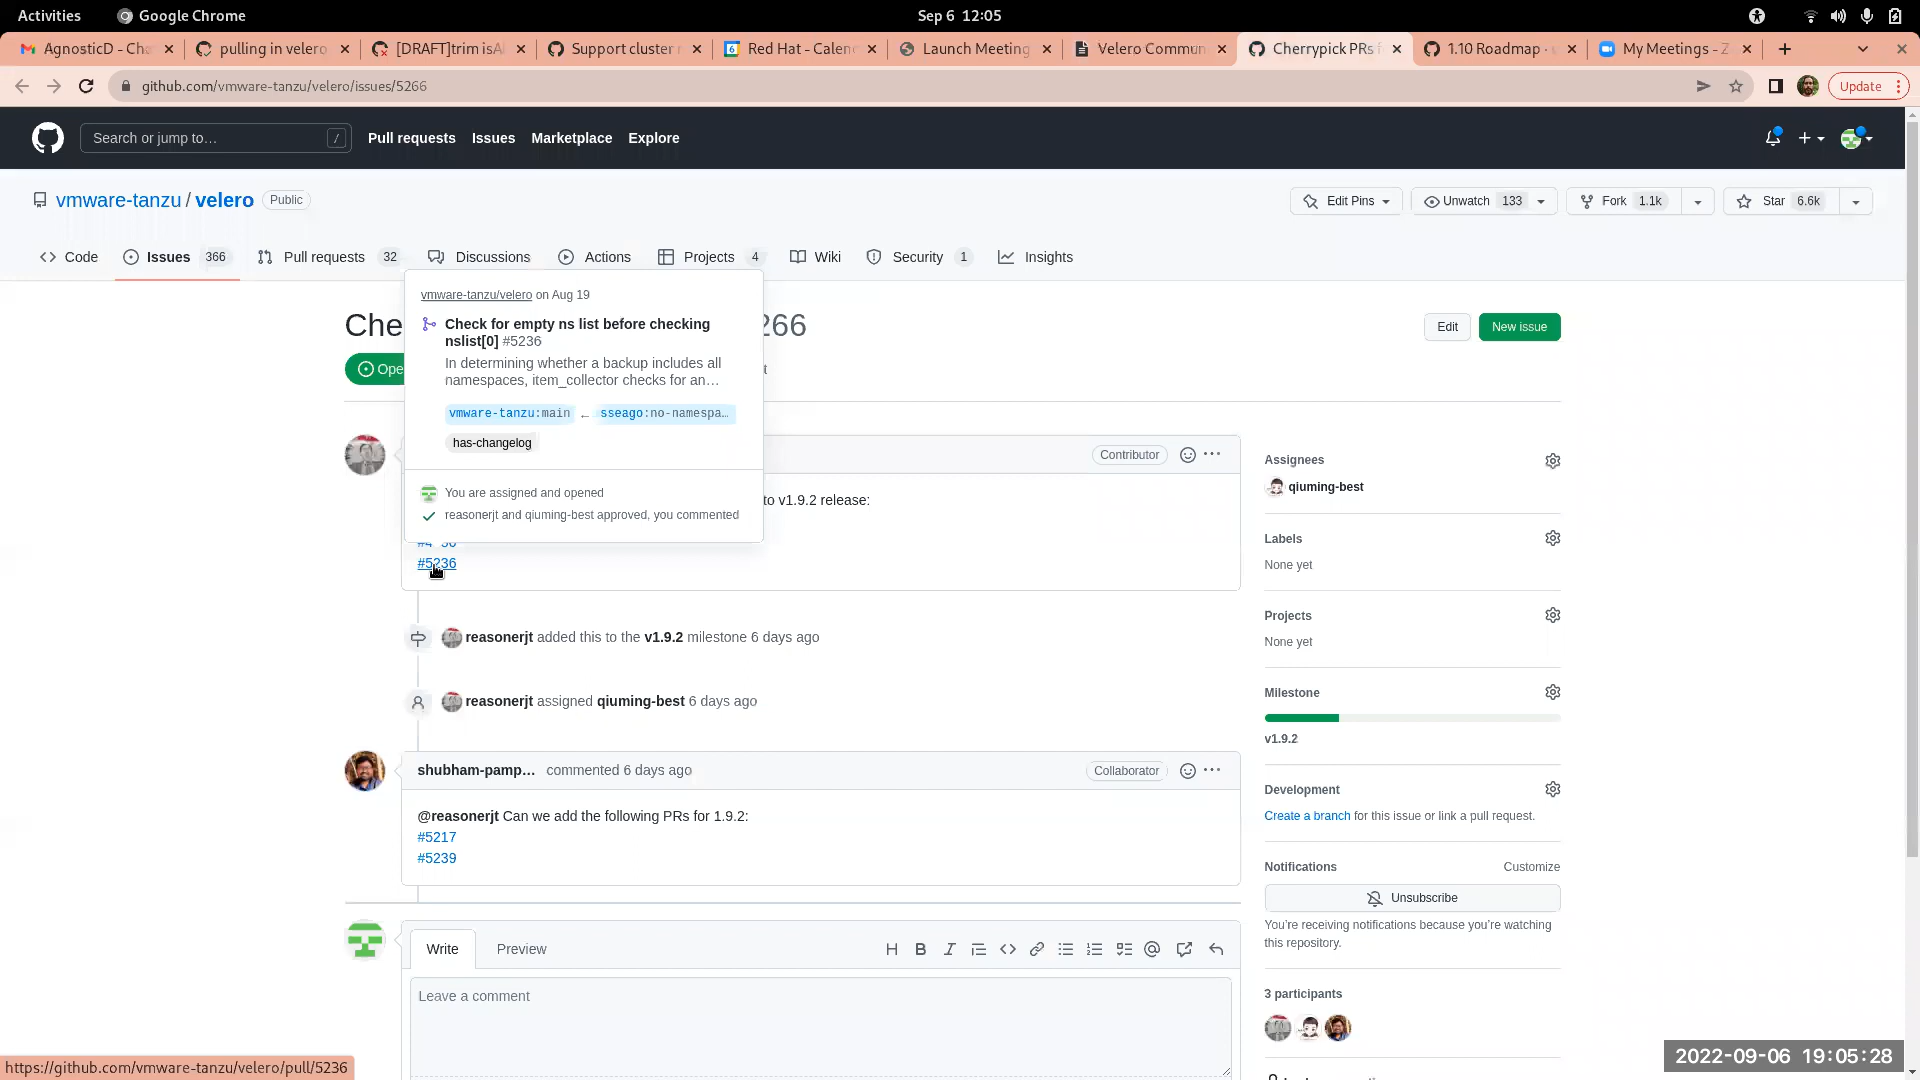 Activities Google Chrome Sep 6 12:05
AgnosticD - Ch pulling in velero [DRAFT]trim isAl Support cluster Red Hat - Calen Launch Meeting Velero Commun Cherrypick PRs f 1.10 Roadmap - My Meetings - Z
github.com/vmware-tanzu/velero/issues/5266 Update
Search or jump to… / Pull requests Issues Marketplace Explore
vmware-tanzu / velero Public Edit Pins Unwatch 133 Fork 1.1k Star 6.6k
Code Issues 366 Pull requests 32 Discussions Actions Projects 4 Wiki Security 1 Insights
vmware-tanzu/velero on Aug 19
Che 266 Edit New issue
Check for empty ns list before checking
nslist[0] #5236
In determining whether a backup includes all
namespaces, item_collector checks for an…
Ope t
vmware-tanzu:main ← sseago:no-namespa…
has-changelog
Contributor
You are assigned and opened
to v1.9.2 release:
reasonerjt and qiuming-best approved, you commented
#5236
reasonerjt added this to the v1.9.2 milestone 6 days ago
reasonerjt assigned qiuming-best 6 days ago
shubham-pamp… commented 6 days ago Collaborator
@reasonerjt Can we add the following PRs for 1.9.2:
#5217
#5239
Write Preview
Leave a comment
Assignees
qiuming-best
Labels
None yet
Projects
None yet
Milestone
v1.9.2
Development
Create a branch for this issue or link a pull request.
Notifications Customize
Unsubscribe
You're receiving notifications because you're watching
this repository.
3 participants
2022-09-06 19:05:28
https://github.com/vmware-tanzu/velero/pull/5236